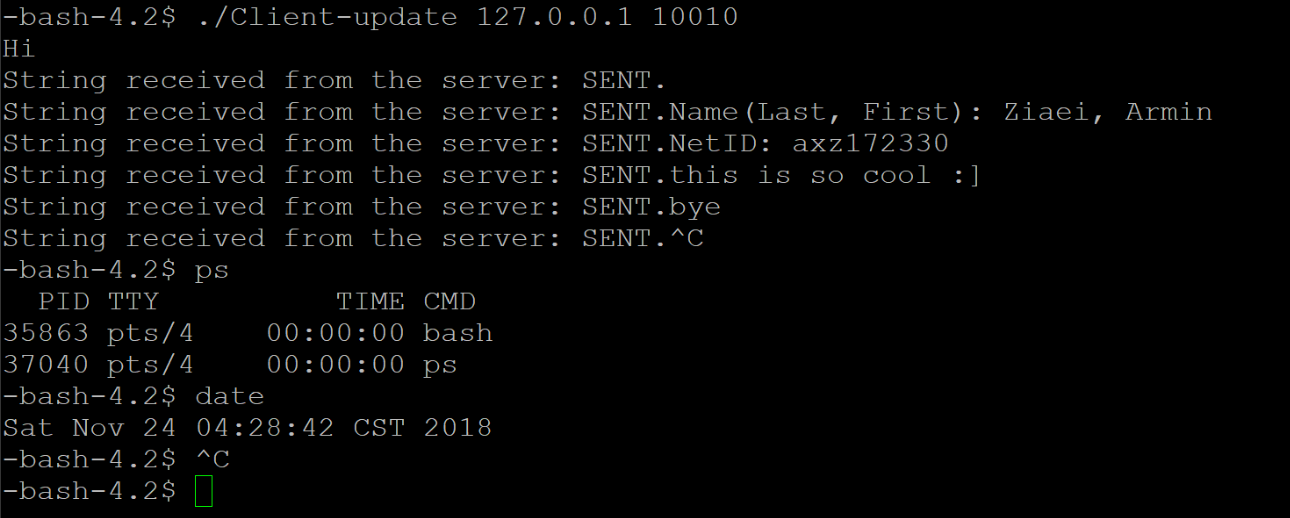 -bash-4.2$ ./Client-update 127.0.0.1 10010
Hi
String received from the server: SENT.
String received from the server: SENT.Name(Last, First): Ziaei, Armin
String received from the server: SENT.NetID: axz172330
String received from the server: SENT.this is so cool :]
String received from the server: SENT.bye
String received from the server: SENT.^C
-bash-4.2$ ps
  PID TTY          TIME CMD
35863 pts/4    00:00:00 bash
37040 pts/4    00:00:00 ps
-bash-4.2$ date
Sat Nov 24 04:28:42 CST 2018
-bash-4.2$ ^C
-bash-4.2$